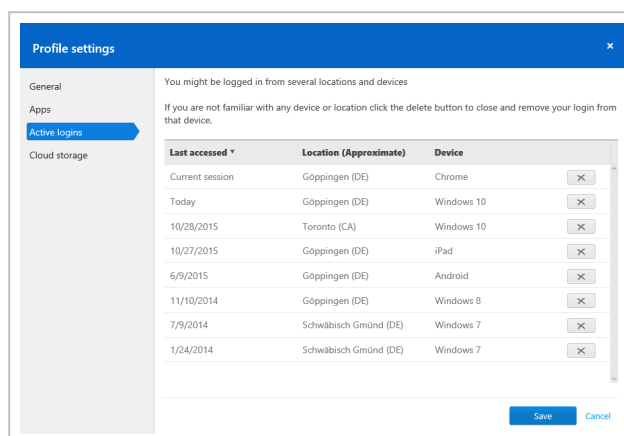 Profile settings ×
General
Apps
Active logins
Cloud storage
You might be logged in from several locations and devices
If you are not familiar with any device or location click the delete button to close and remove your login from
that device.
Last accessed ▼ Location (Approximate) Device
Current session Göppingen (DE) Chrome
Today Göppingen (DE) Windows 10
10/28/2015 Toronto (CA) Windows 10
10/27/2015 Göppingen (DE) iPad
6/9/2015 Göppingen (DE) Android
11/10/2014 Göppingen (DE) Windows 8
7/9/2014 Schwäbisch Gmünd (DE) Windows 7
1/24/2014 Schwäbisch Gmünd (DE) Windows 7
Save Cancel